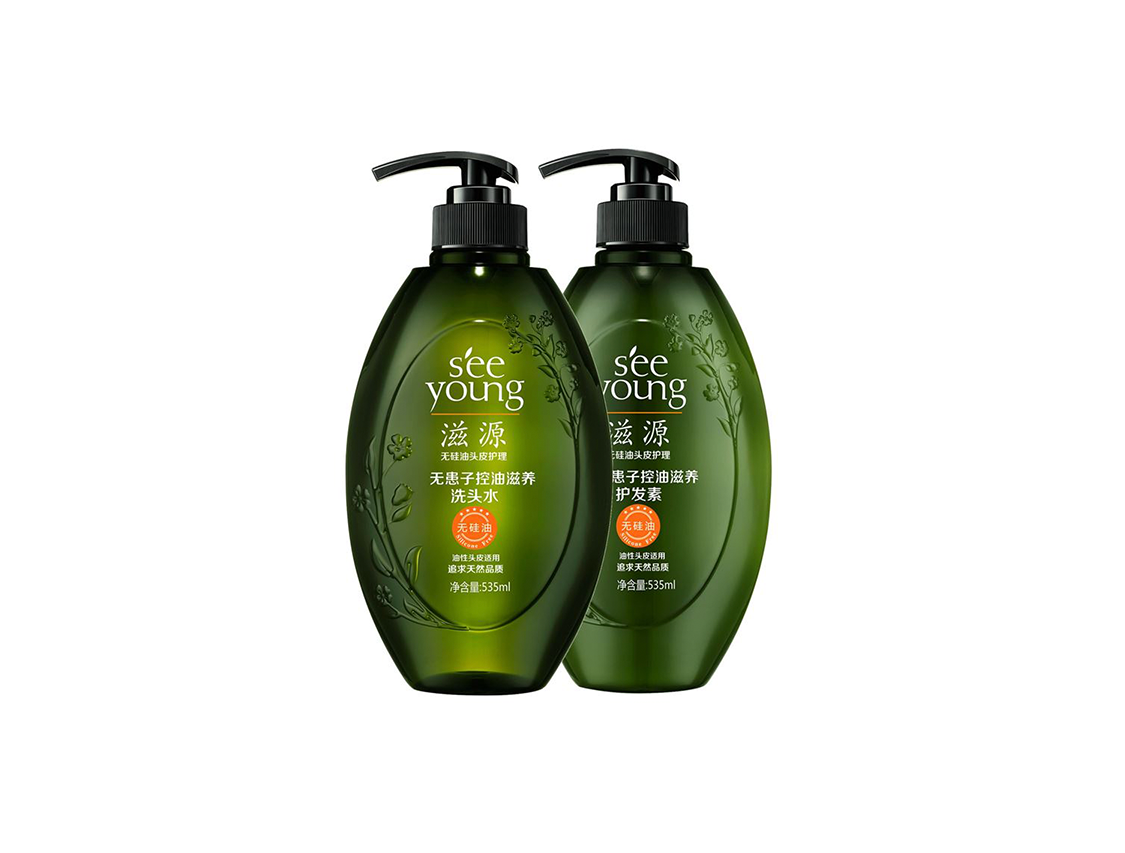 see
young
滋源
无硅油头皮护理
无患子控油滋养
洗头水
无硅油
Silicone Free
油性头皮适用
追求天然品质
净含量:535ml
see
young
滋源
硅油头皮护理
患子控油滋养
护发素
无硅油
Silicone Free
油性头皮适用
追求天然品质
净含量:535ml